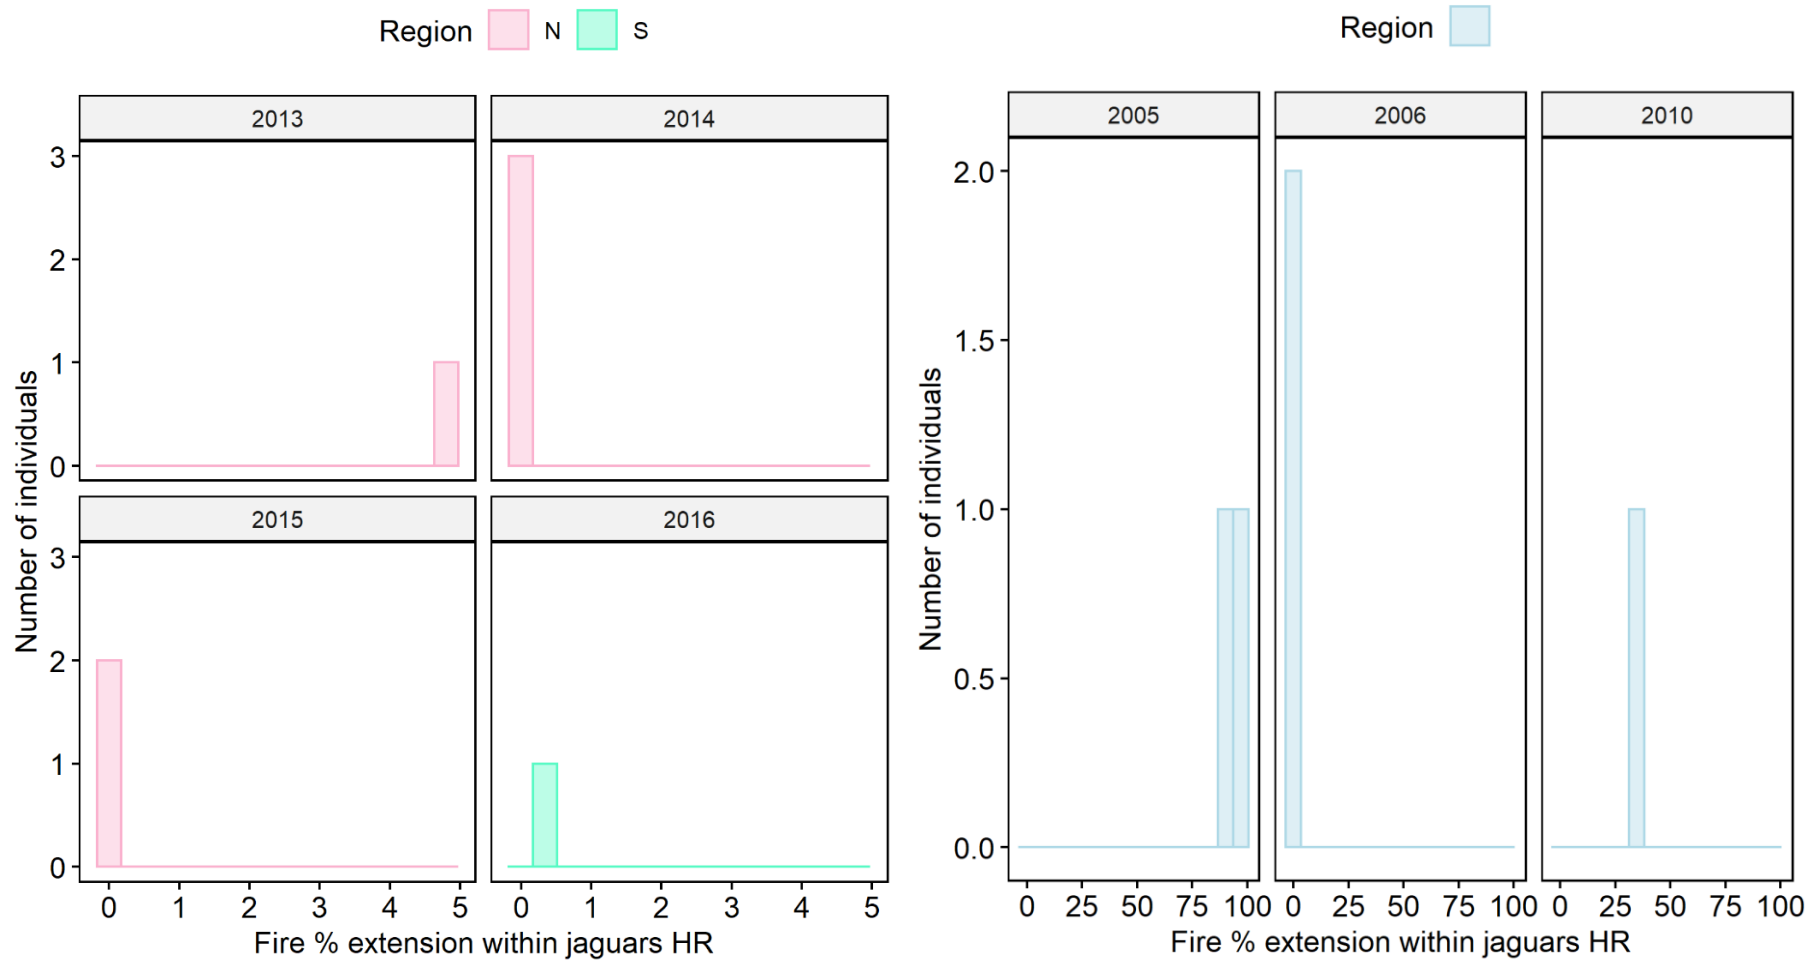 Region N S
2013 2014
3
2
1
0
2015 2016
3
2
1
0
0 1 2 3 4 5 0 1 2 3 4 5
Number of individuals
Fire % extension within jaguars HR
Region
2005 2006 2010
2.0
1.5
1.0
0.5
0.0
0 25 50 75 100 0 25 50 75 100 0 25 50 75 100
Number of individuals
Fire % extension within jaguars HR